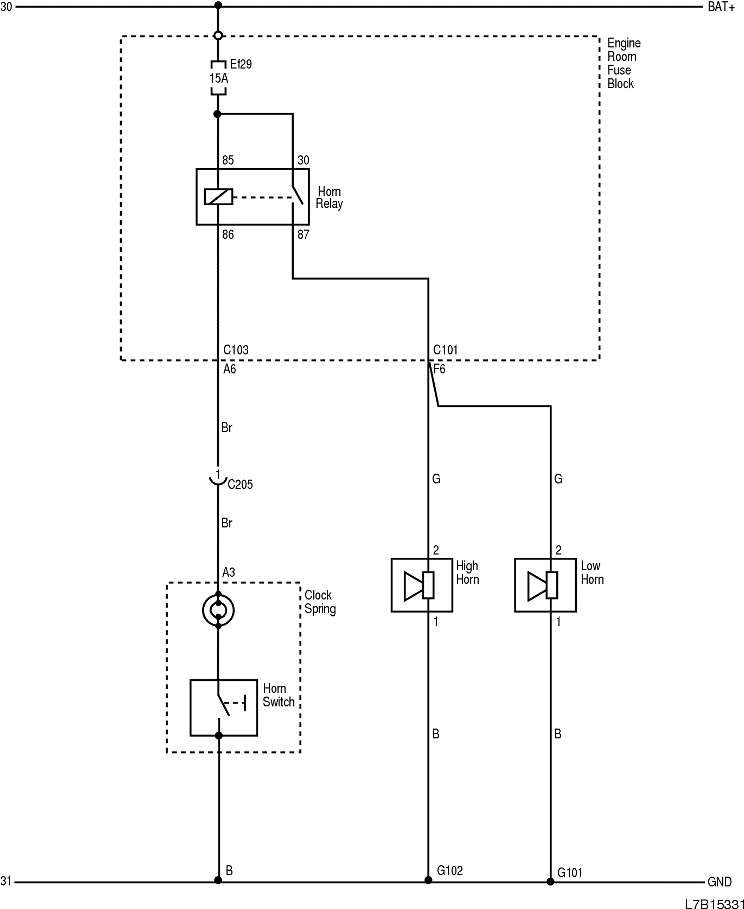 30
BAT+
Engine
Room
Fuse
Block
Ef29
15A
85
30
Horn
Relay
86
87
C103
C101
A6
F6
Br
1
C205
G
G
Br
2
2
High
Horn
Low
Horn
A3
Clock
Spring
1
1
Horn
Switch
B
B
B
G102
G101
31
GND
L7B15331